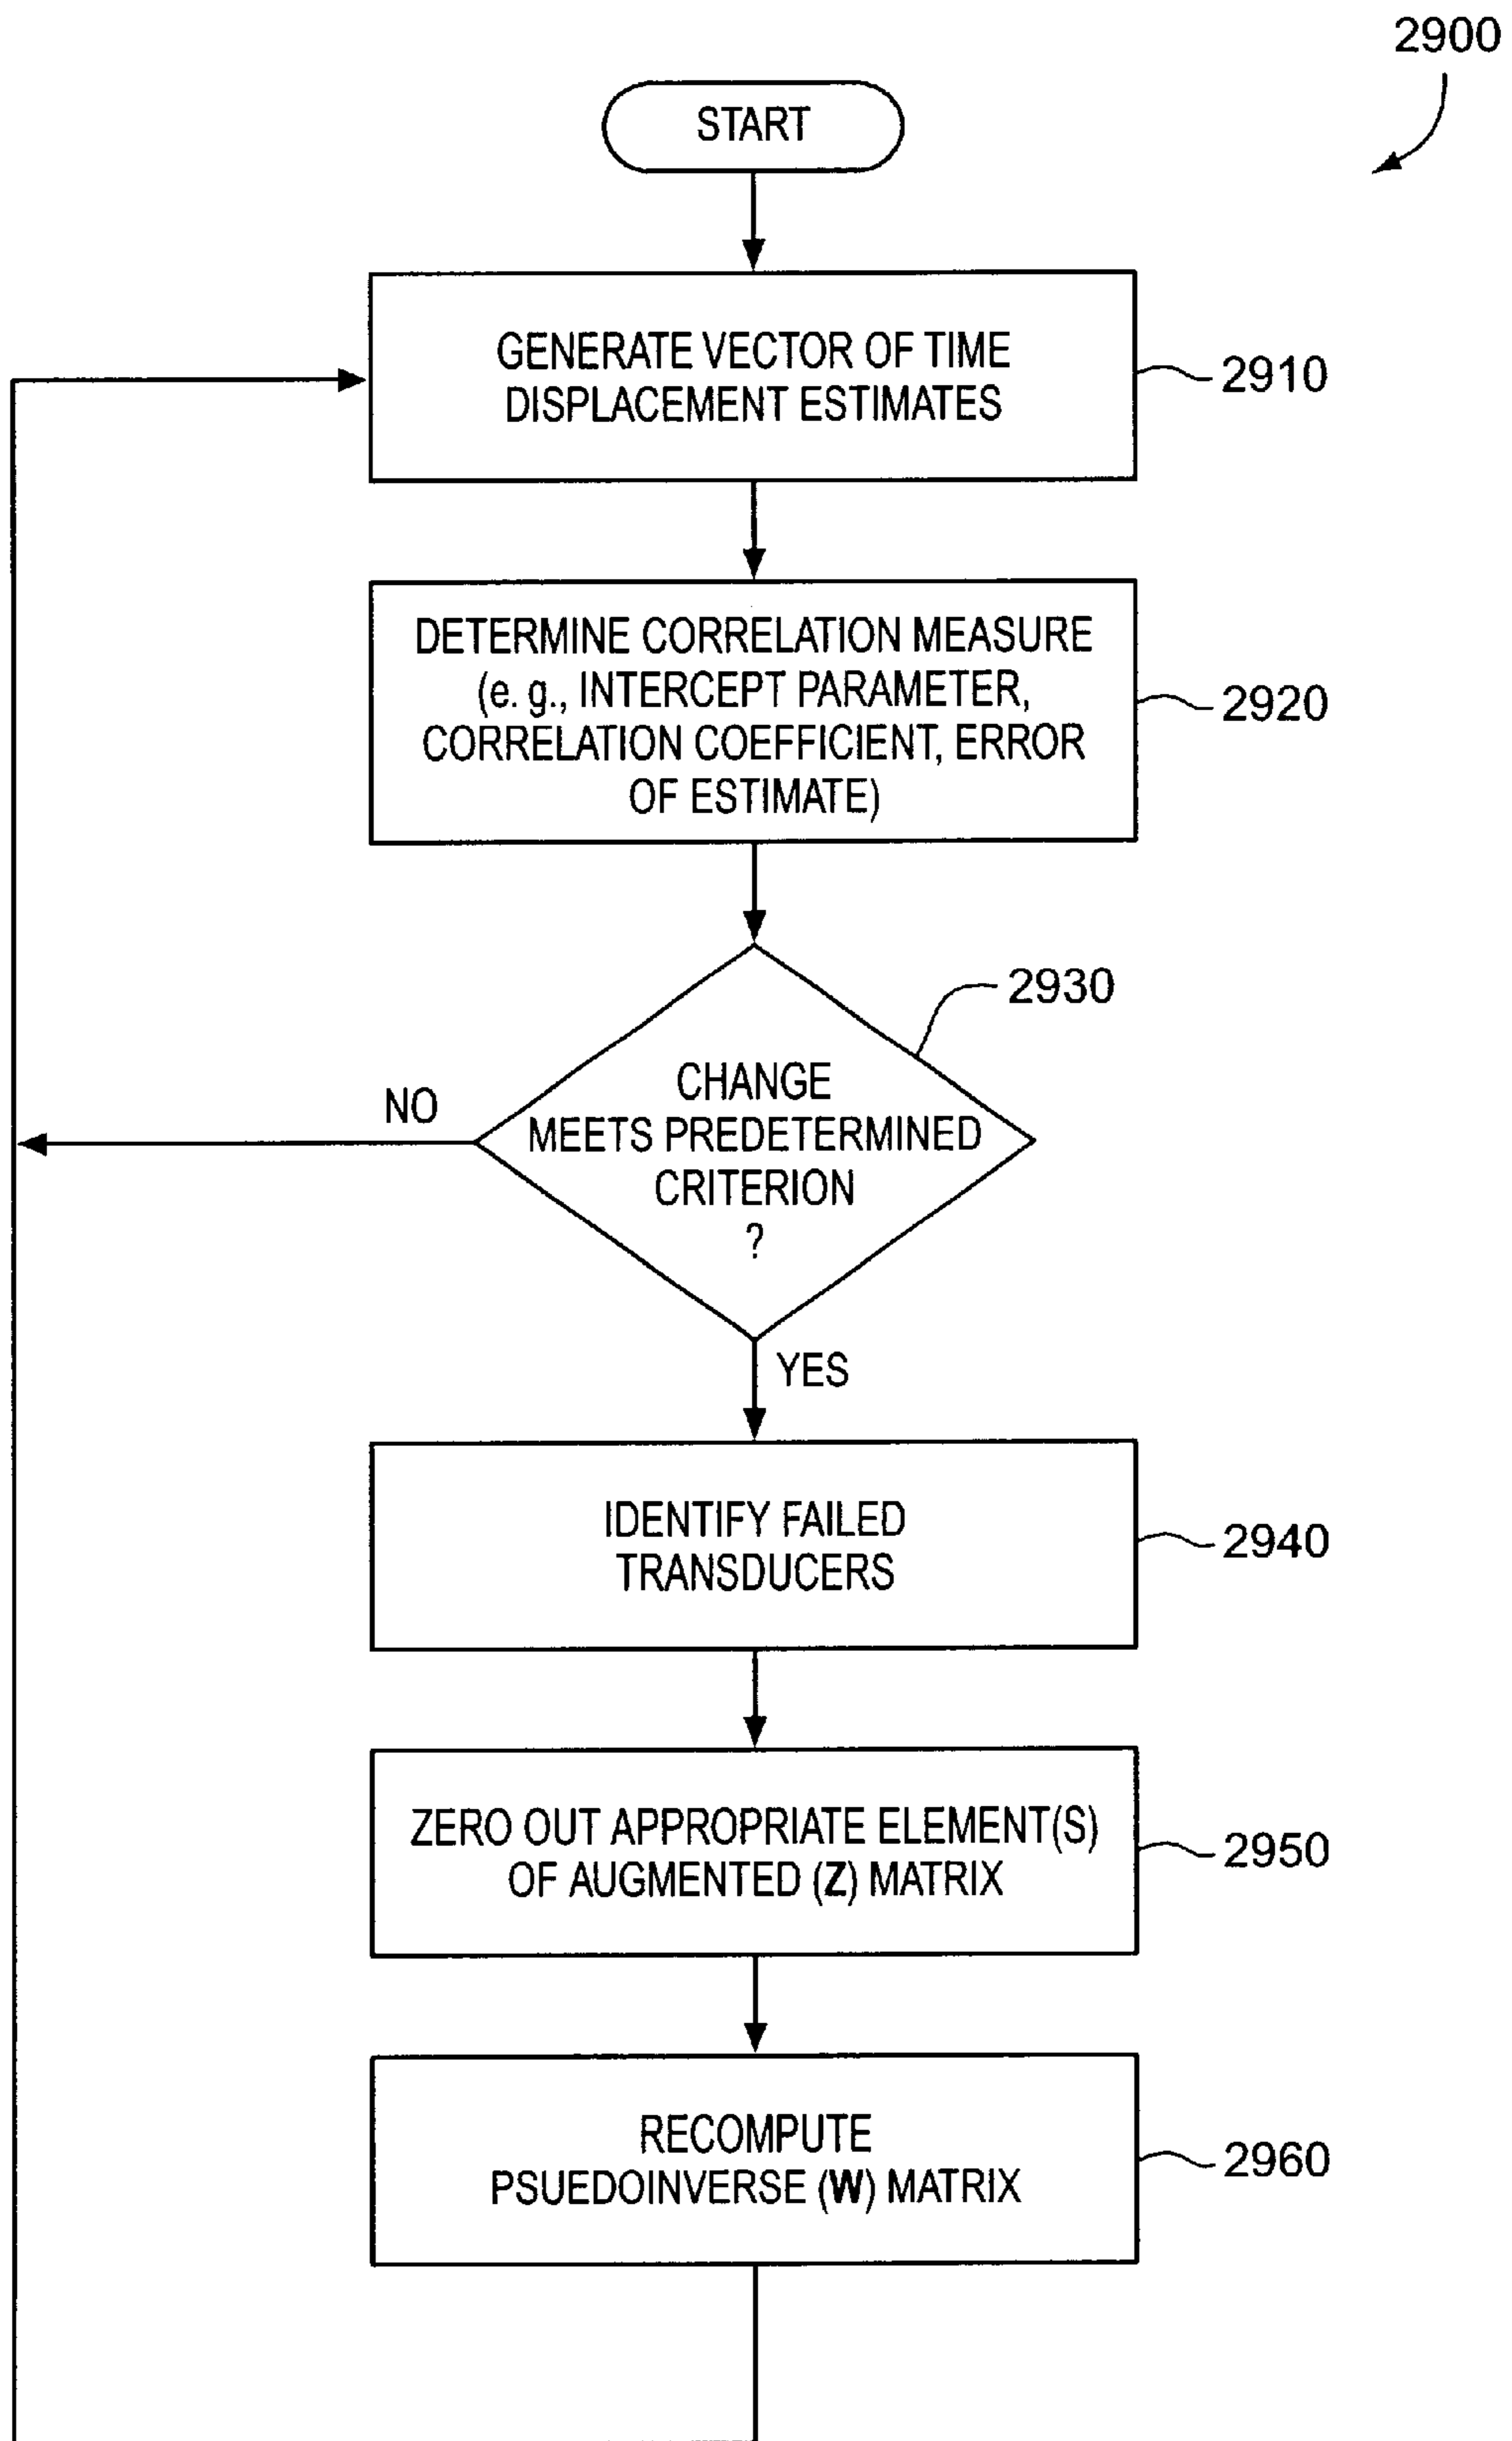 2900
START
GENERATE VECTOR OF TIME
DISPLACEMENT ESTIMATES
2910
DETERMINE CORRELATION MEASURE
(e. g., INTERCEPT PARAMETER,
CORRELATION COEFFICIENT, ERROR
OF ESTIMATE)
2920
2930
CHANGE
MEETS PREDETERMINED
CRITERION
?
NO
YES
IDENTIFY FAILED
TRANSDUCERS
2940
ZERO OUT APPROPRIATE ELEMENT(S)
OF AUGMENTED (Z) MATRIX
2950
RECOMPUTE
PSUEDOINVERSE (W) MATRIX
2960